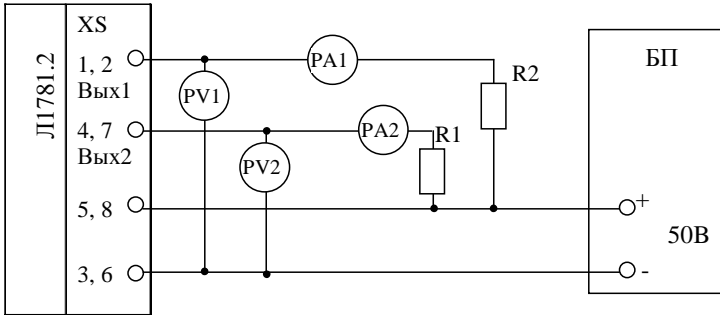 Л1781.2
XS
1, 2
Вых1
4, 7
Вых2
5, 8
3, 6
PV1
PA1
PV2
PA2
R1
R2
БП
+
50В
-